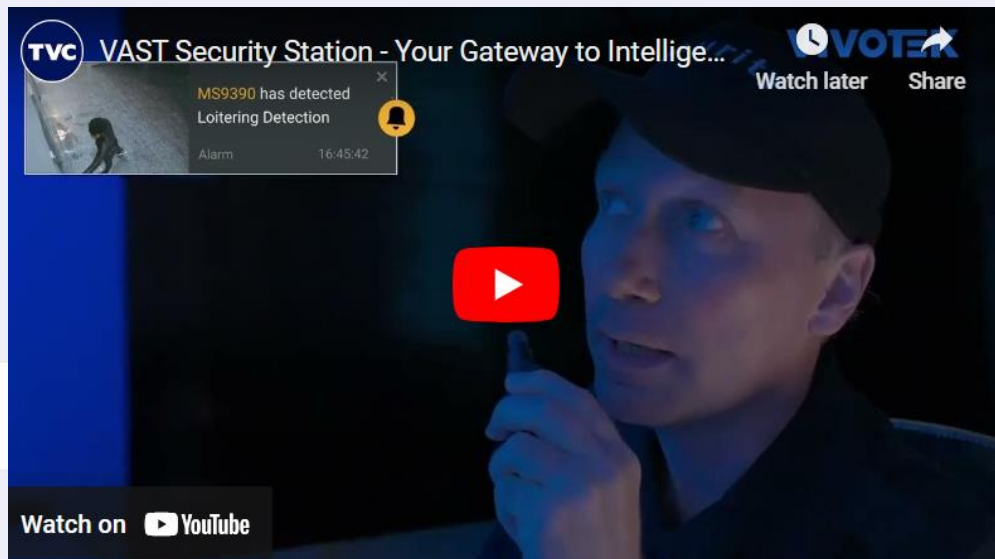 TVC
VAST Security Station - Your Gateway to Intellige...
VIVOTEK
Watch later
Share
MS9390 has detected
Loitering Detection
Alarm
16:45:42
Watch on YouTube